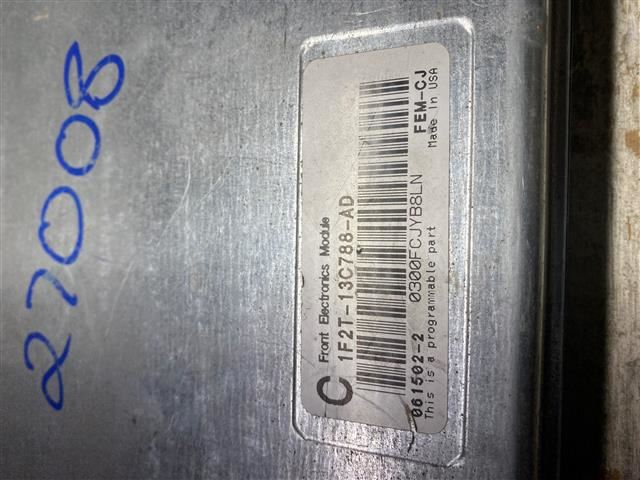 27008
C
Front Electronics Module
1F2T-13C788-AD
061502-2
0300FCJYB8LN
FEM-CJ
This is a programmable part
Made In USA